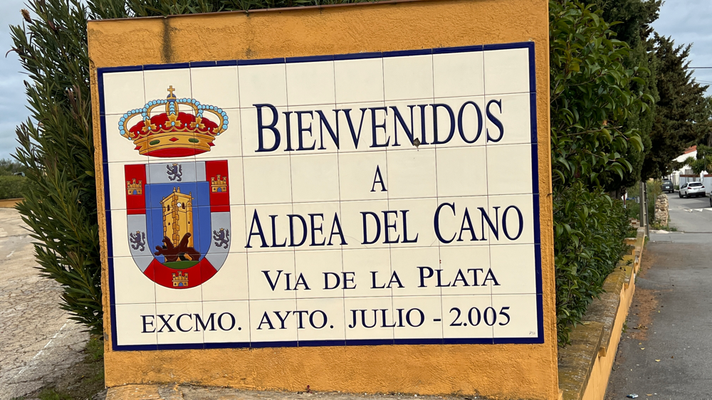 BIENVENIDOS
A
ALDEA DEL CANO
VIA DE LA PLATA
EXCMO. AYTO. JULIO - 2.005